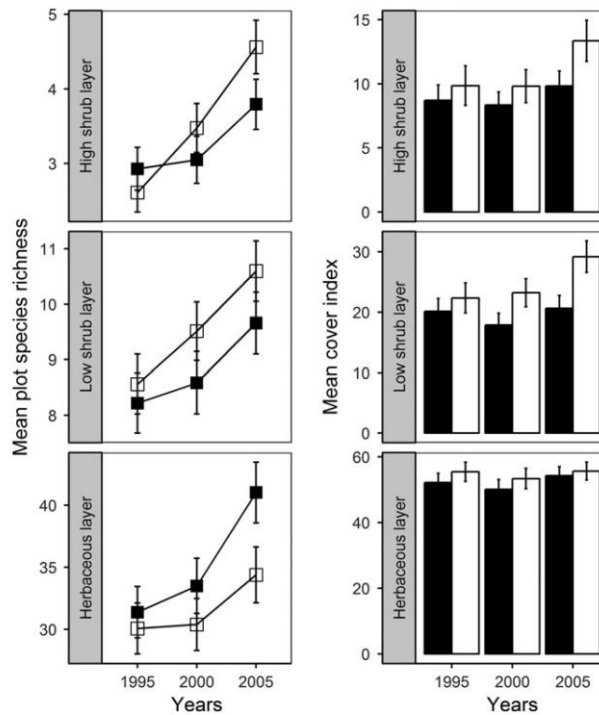 Mean plot species richness
High shrub layer
5
4
3
Low shrub layer
11
10
9
8
Herbaceous layer
40
35
30
1995 2000 2005
Years
Mean cover index
High shrub layer
15
10
5
0
Low shrub layer
30
20
10
0
Herbaceous layer
60
40
20
0
1995 2000 2005
Years